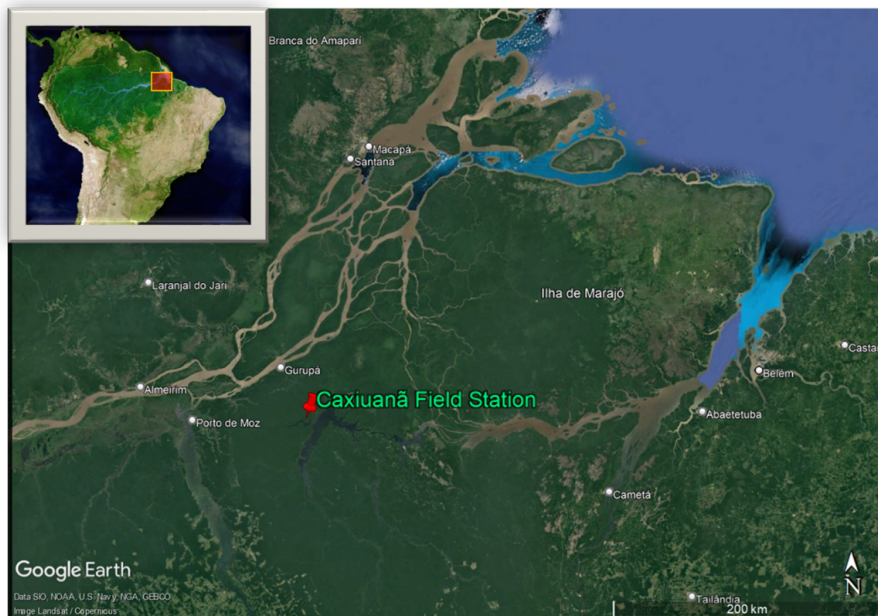 Branca do Amapari
Macapá
Santana
Laranjal do Jari
Ilha de Marajó
Castan
Gurupá
Belém
Almeirim
Caxiuanã Field Station
Abaetetuba
Porto de Moz
Cametá
Google Earth
N
Data SIO, NOAA, U.S. Navy, NGA, GEBCO
Tailândia
Image Landsat / Copernicus
200 km